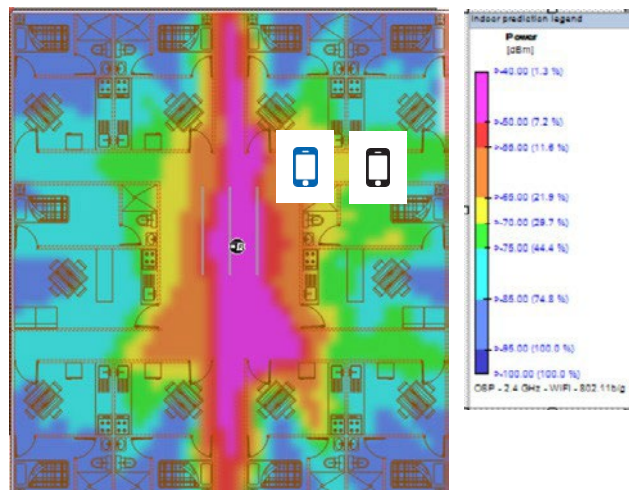 Indoor prediction legend
Power
[dBm]
>-40.00 (1.3 %)
>-50.00 (7.2 %)
>-55.00 (11.6 %)
>-65.00 (21.9 %)
>-70.00 (29.7 %)
>-75.00 (44.4 %)
>-85.00 (74.8 %)
>-95.00 (100.0 %)
>-100.00 (100.0 %)
OSP - 2.4 GHz - WIFI - 802.11b/g